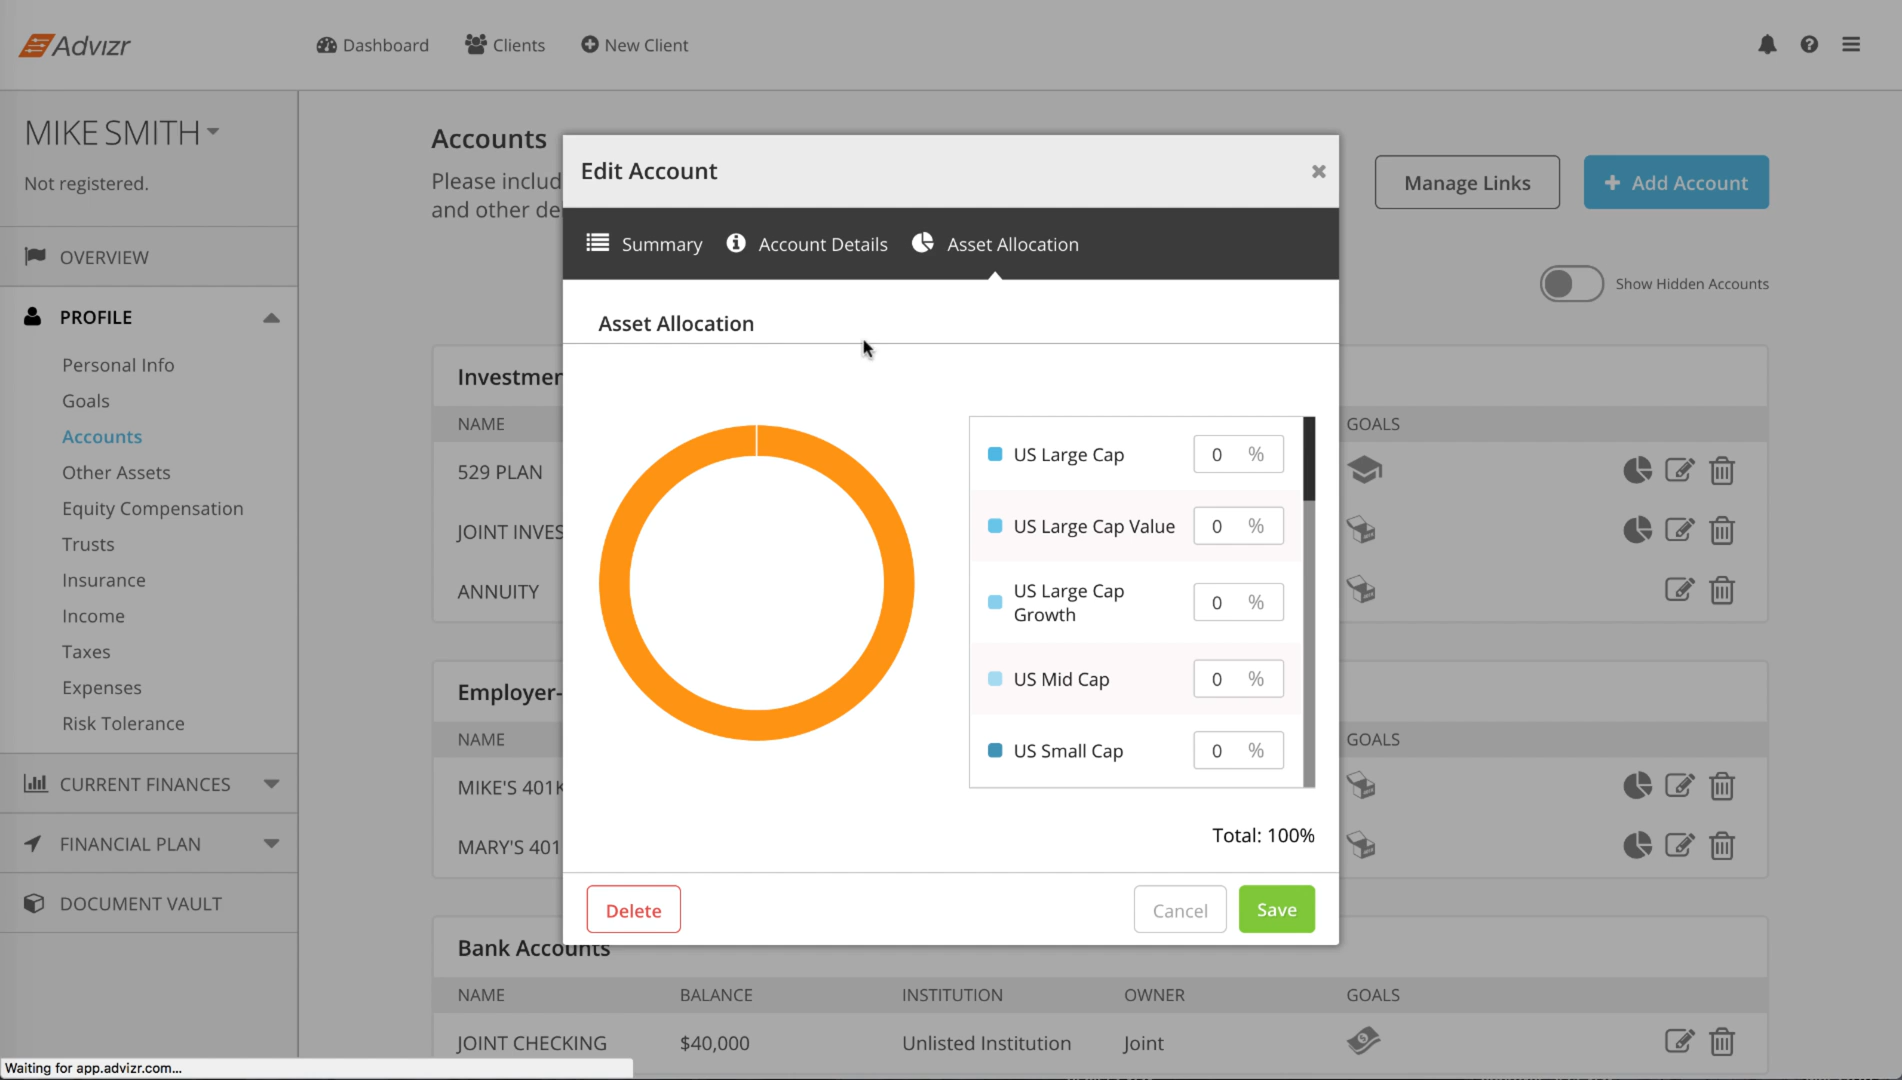 Advizr
Dashboard
Clients
New Client
MIKE SMITH
Not registered.
OVERVIEW
PROFILE
Personal Info
Goals
Accounts
Other Assets
Equity Compensation
Trusts
Insurance
Income
Taxes
Expenses
Risk Tolerance
CURRENT FINANCES
FINANCIAL PLAN
DOCUMENT VAULT
Waiting for app.advizr.com...
Accounts
Please includ
and other de
Manage Links
Add Account
Show Hidden Accounts
Investmen
NAME GOALS
529 PLAN
JOINT INVES
ANNUITY
Employer-
NAME GOALS
MIKE'S 401K
MARY'S 401
Bank Accounts
NAME BALANCE INSTITUTION OWNER GOALS
JOINT CHECKING $40,000 Unlisted Institution Joint
Edit Account
Summary Account Details Asset Allocation
Asset Allocation
US Large Cap 0 %
US Large Cap Value 0 %
US Large Cap
Growth 0 %
US Mid Cap 0 %
US Small Cap 0 %
Total: 100%
Delete Cancel Save